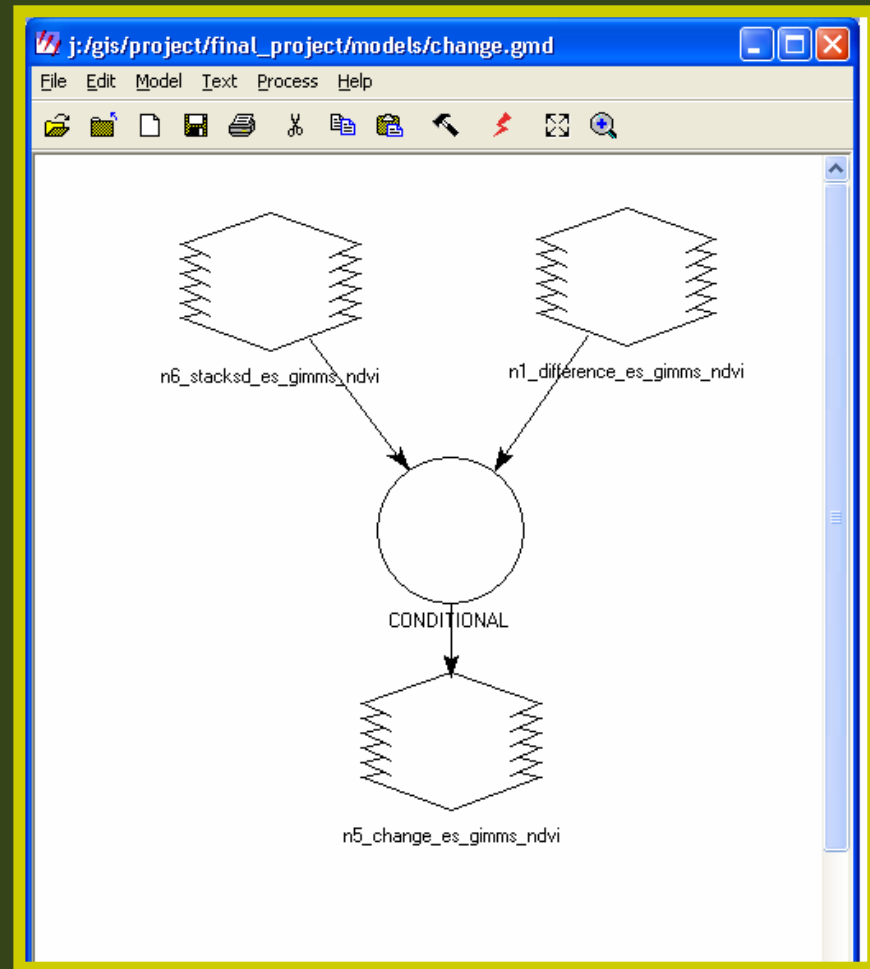 j:/gis/project/final_project/models/change.gmd
File Edit Model Text Process Help
n6_stacksd_es_gimms_ndvi
n1_difference_es_gimms_ndvi
CONDITIONAL
n5_change_es_gimms_ndvi